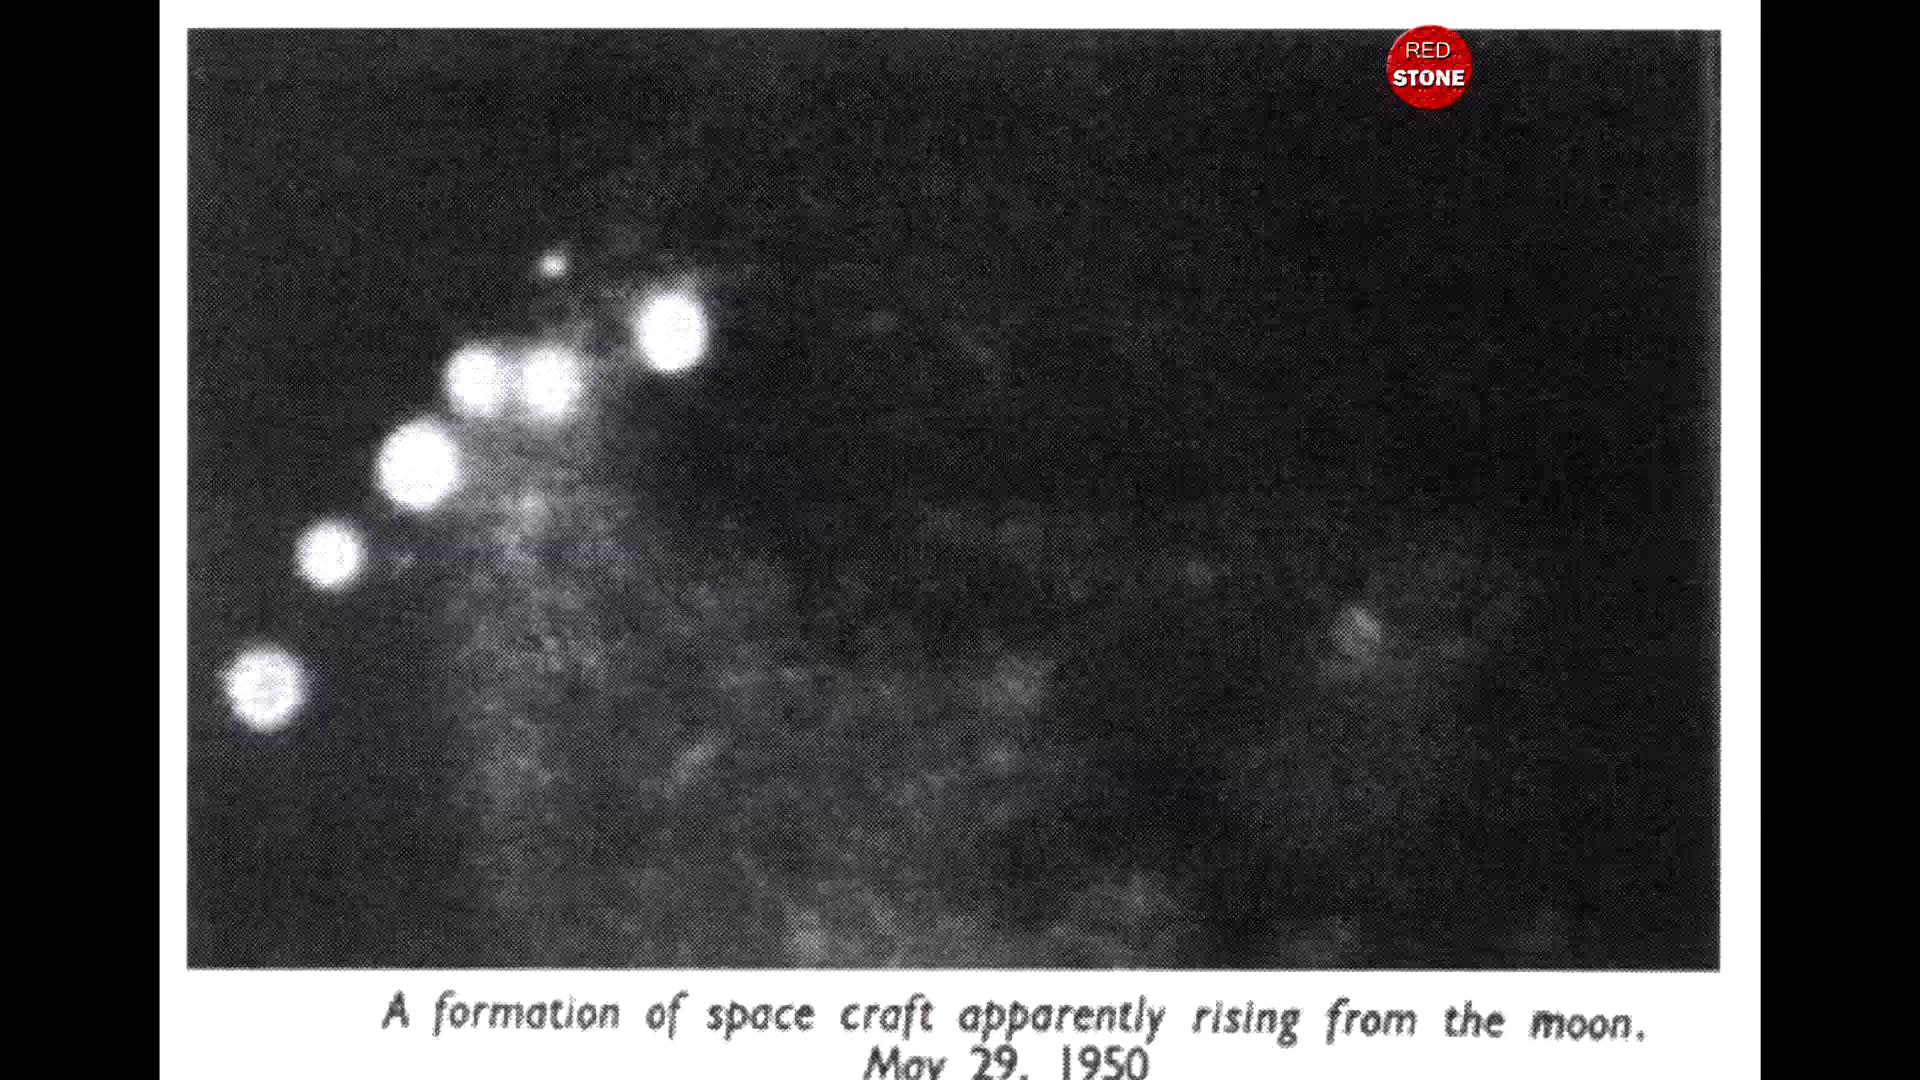 RED
STONE
A formation of space craft apparently rising from the moon.
May 29, 1950